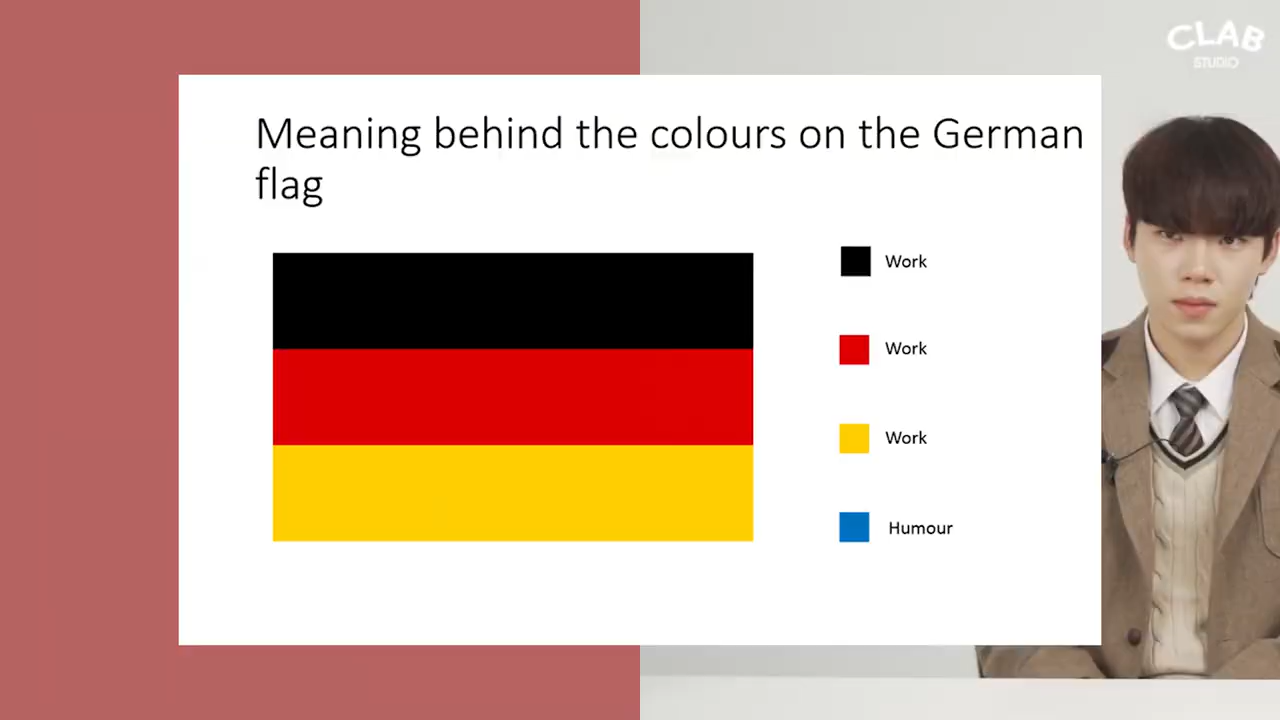 CLAB
STUDIO
Meaning behind the colours on the German
flag
Work
Work
Work
Humour